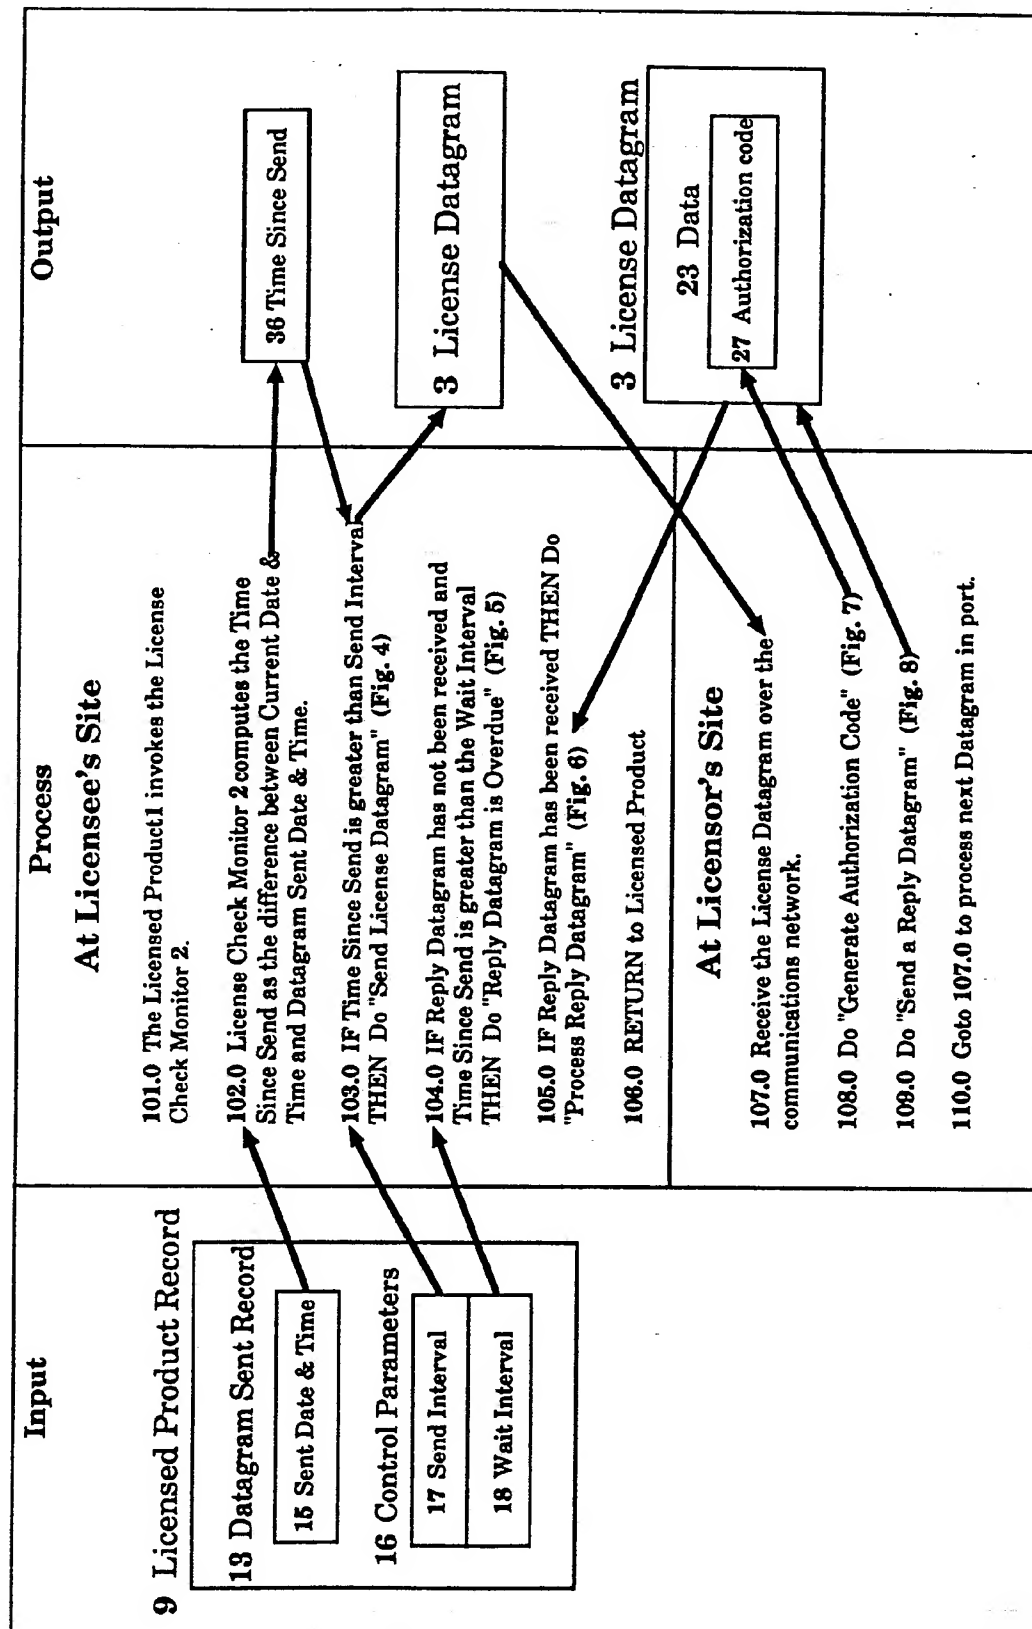 Input
9 Licensed Product Record
13 Datagram Sent Record
15 Sent Date & Time
16 Control Parameters
17 Send Interval
18 Wait Interval
Process
At Licensee's Site
101.0 The Licensed Product1 invokes the License
Check Monitor 2.
102.0 License Check Monitor 2 computes the Time
Since Send as the difference between Current Date &
Time and Datagram Sent Date & Time.
103.0 IF Time Since Send is greater than Send Interval
THEN Do "Send License Datagram" (Fig. 4)
104.0 IF Reply Datagram has not been received and
Time Since Send is greater than the Wait Interval
THEN Do "Reply Datagram is Overdue" (Fig. 5)
105.0 IF Reply Datagram has been received THEN Do
"Process Reply Datagram" (Fig. 6)
106.0 RETURN to Licensed Product
At Licensor's Site
107.0 Receive the License Datagram over the
communications network.
108.0 Do "Generate Authorization Code" (Fig. 7)
109.0 Do "Send a Reply Datagram" (Fig. 8)
110.0 Goto 107.0 to process next Datagram in port.
Output
36 Time Since Send
3 License Datagram
3 License Datagram
23 Data
27 Authorization code